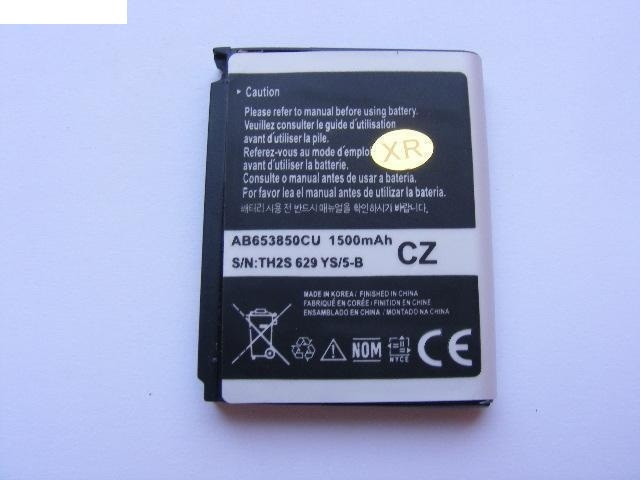 Caution
Please refer to manual before using battery.
Veuillez consulter le guide d'utilisation
avant d'utiliser la pile.
Referez-vous au mode d'emploi
avant d'utiliser la batterie.
Consulte o manual antes de usar a bateria.
For favor lea el manual antes de utilizar la bateria.
배터리 사용 전 반드시 매뉴얼을 확인하시기 바랍니다.
XR
AB653850CU 1500mAh CZ
S/N:TH2S 629 YS/5-B
MADE IN KOREA / FINISHED IN CHINA
FABRIQUÉ EN CORÉE / FINITION EN CHINE
ENSAMBLADO EN CHINA / MONTADO NA CHINA
NOM
NYCE
CE